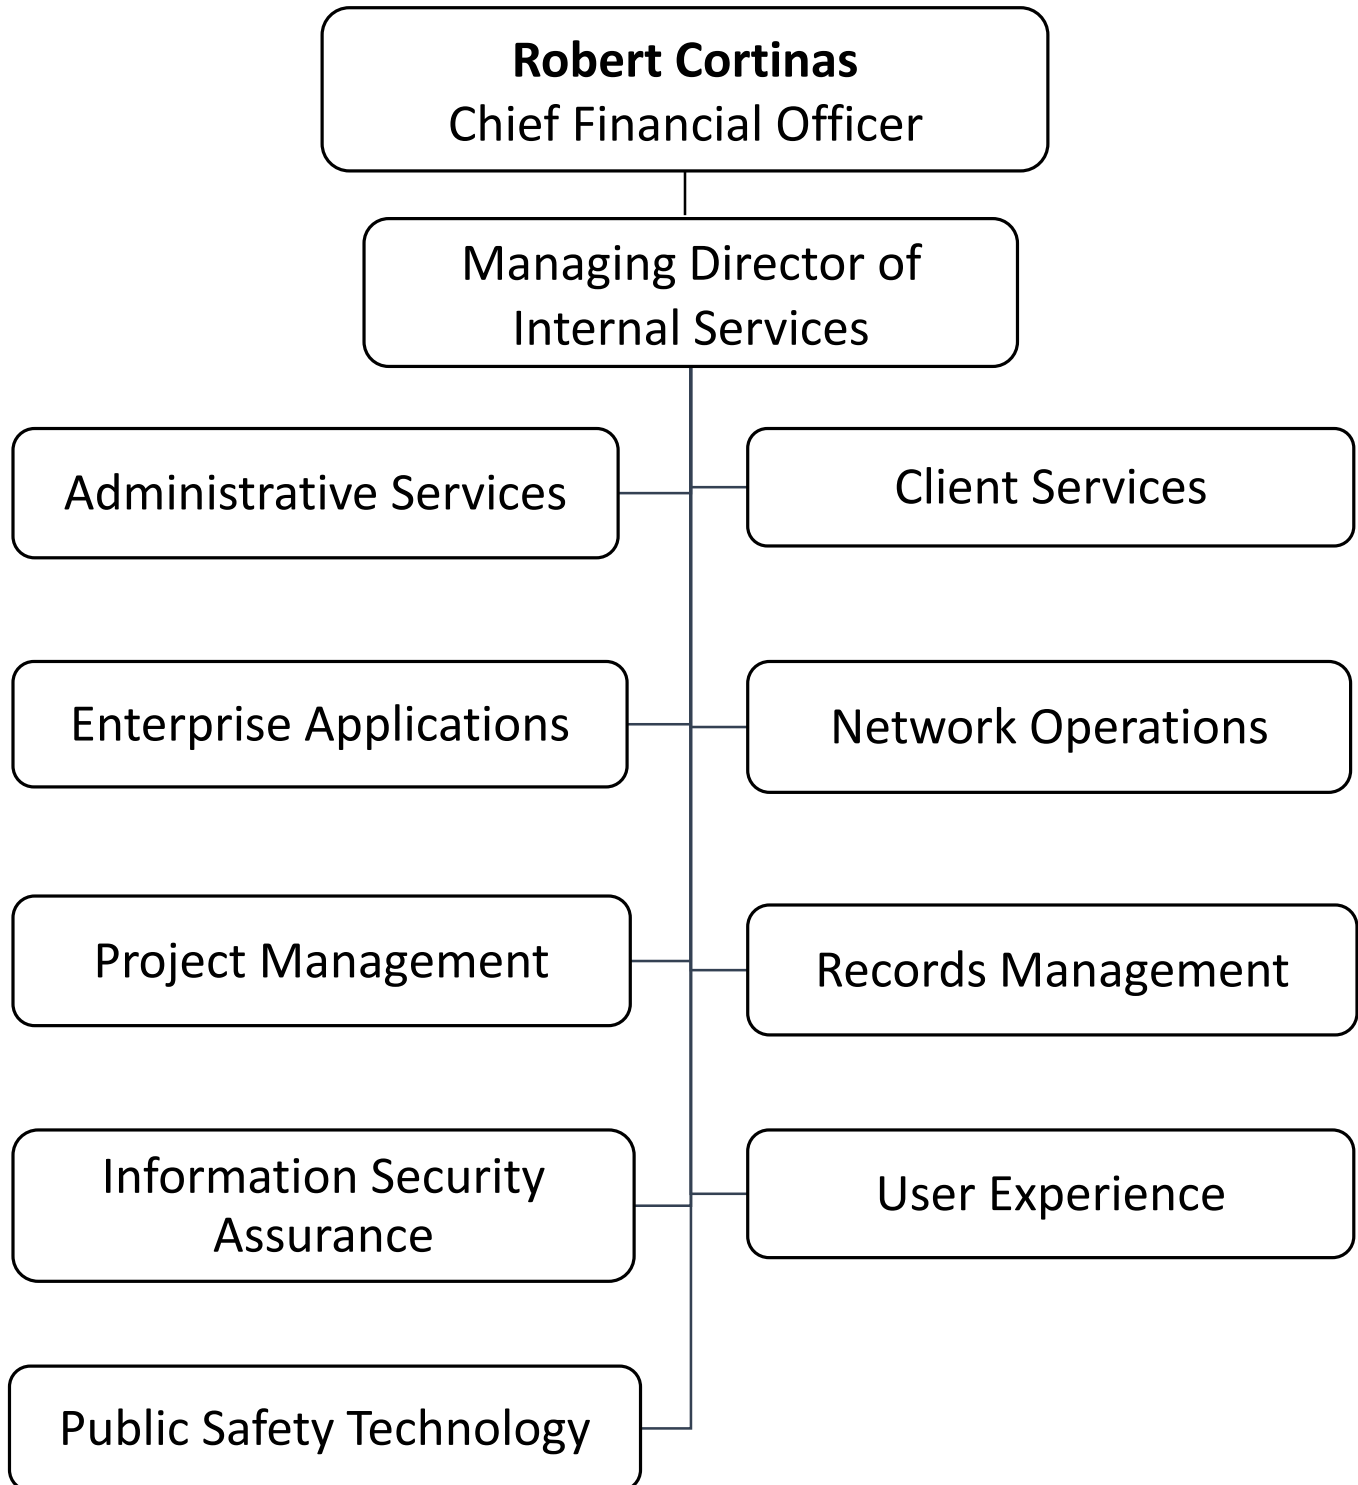 Robert Cortinas
Chief Financial Officer
Managing Director of
Internal Services
Administrative Services
Client Services
Enterprise Applications
Network Operations
Project Management
Records Management
Information Security
Assurance
User Experience
Public Safety Technology